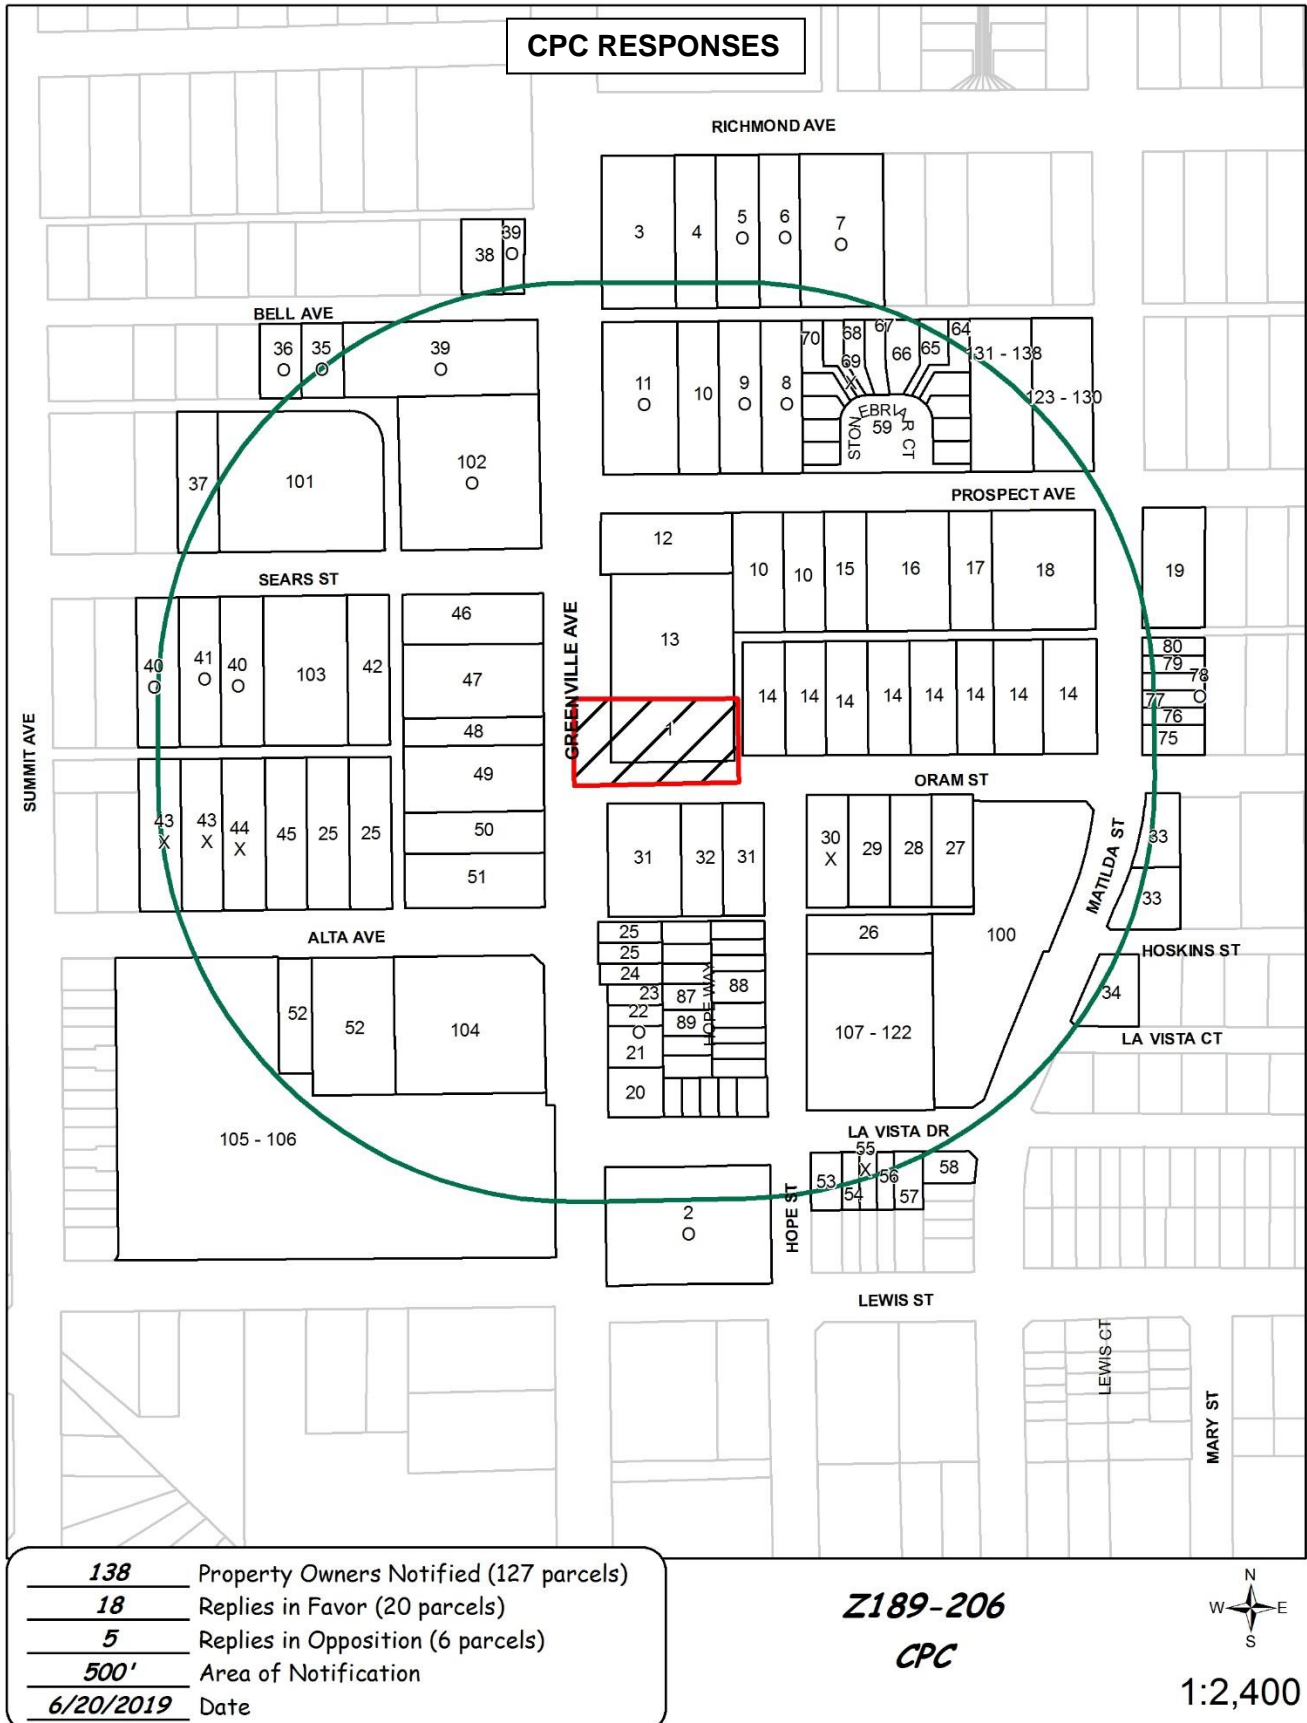 CPC RESPONSES
RICHMOND AVE
3
4
5
O
6
O
7
O
38
39
O
BELL AVE
36
O
35
O
39
O
11
O
10
9
O
8
O
70
68
69
X
67
66
65
64
131 - 138
123 - 130
STONEBRIAR CT
59
37
101
102
O
PROSPECT AVE
SEARS ST
12
10
10
15
16
17
18
19
GREENVILLE AVE
13
46
40
O
41
O
40
O
103
42
47
48
14
14
14
14
14
14
14
14
80
79
78
O
77
76
75
1
SUMMIT AVE
49
ORAM ST
43
X
43
X
44
X
45
25
25
50
51
31
32
31
30
X
29
28
27
MATILDA ST
33
33
ALTA AVE
25
25
24
23
22
O
21
20
87
89
88
HOPE WAY
26
100
HOSKINS ST
34
52
52
104
107 - 122
LA VISTA CT
105 - 106
LA VISTA DR
53
54
55
X
56
57
58
2
O
HOPE ST
LEWIS ST
LEWIS CT
MARY ST
138 Property Owners Notified (127 parcels)
18 Replies in Favor (20 parcels)
5 Replies in Opposition (6 parcels)
500' Area of Notification
6/20/2019 Date
Z189-206
CPC
N
W E
S
1:2,400